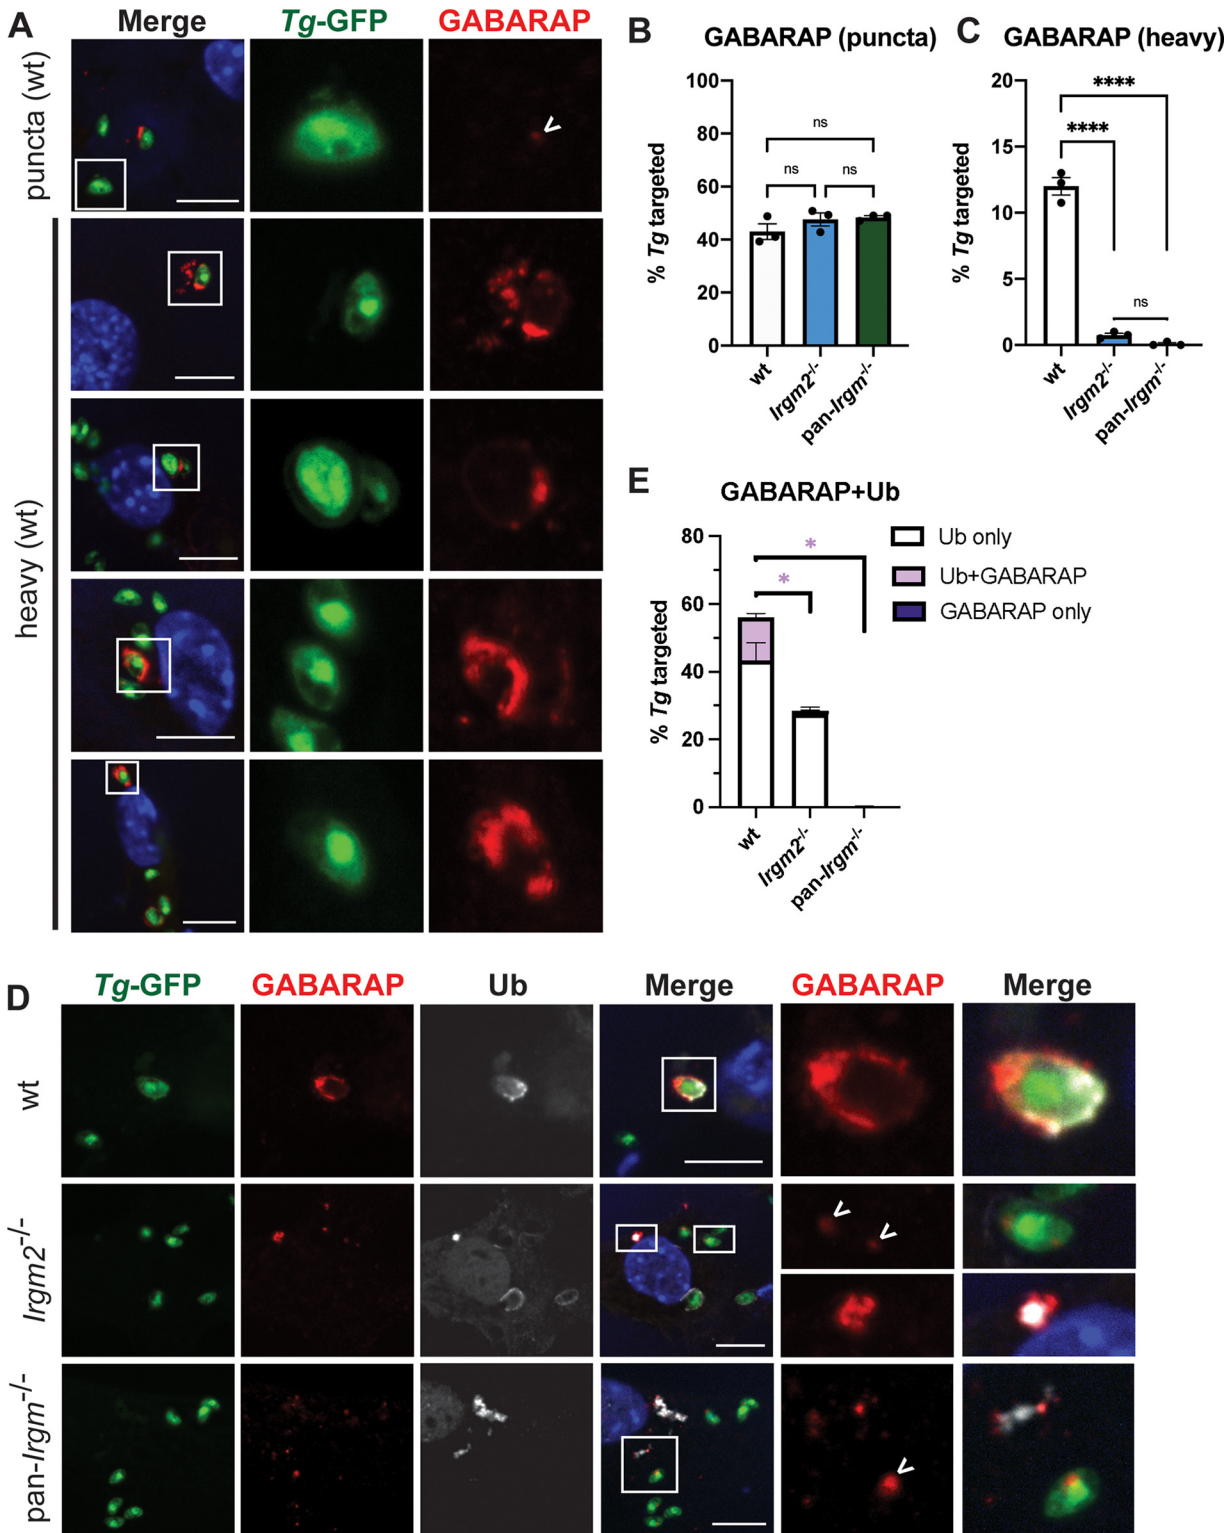 A
Merge
Tg-GFP
GABARAP
puncta (wt)
heavy (wt)
B
GABARAP (puncta)
% Tg targeted
100
80
60
40
20
0
ns
ns
ns
wt
Irgm2-/-
pan-Irgm-/-
C
GABARAP (heavy)
% Tg targeted
20
15
10
5
0
****
****
ns
wt
Irgm2-/-
pan-Irgm-/-
E
GABARAP+Ub
% Tg targeted
80
60
40
20
0
*
*
wt
Irgm2-/-
pan-Irgm-/-
Ub only
Ub+GABARAP
GABARAP only
D
Tg-GFP
GABARAP
Ub
Merge
GABARAP
Merge
wt
Irgm2-/-
pan-Irgm-/-